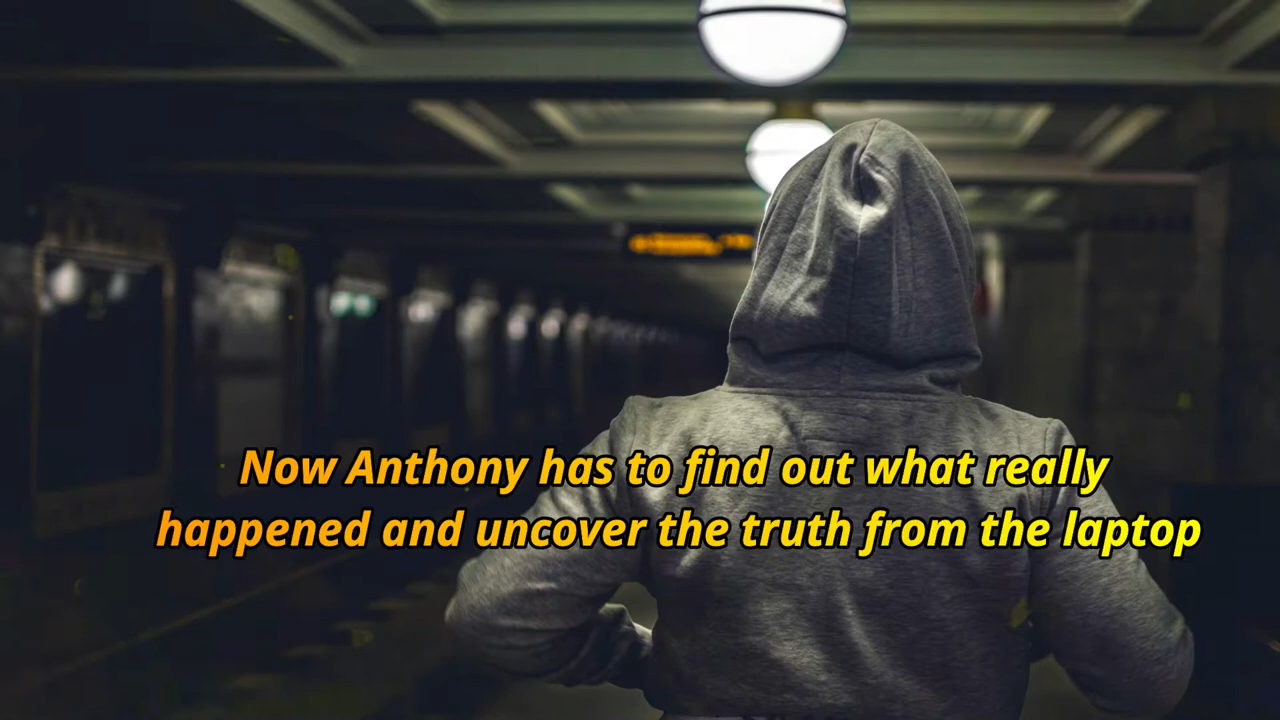 Now Anthony has to find out what really
happened and uncover the truth from the laptop